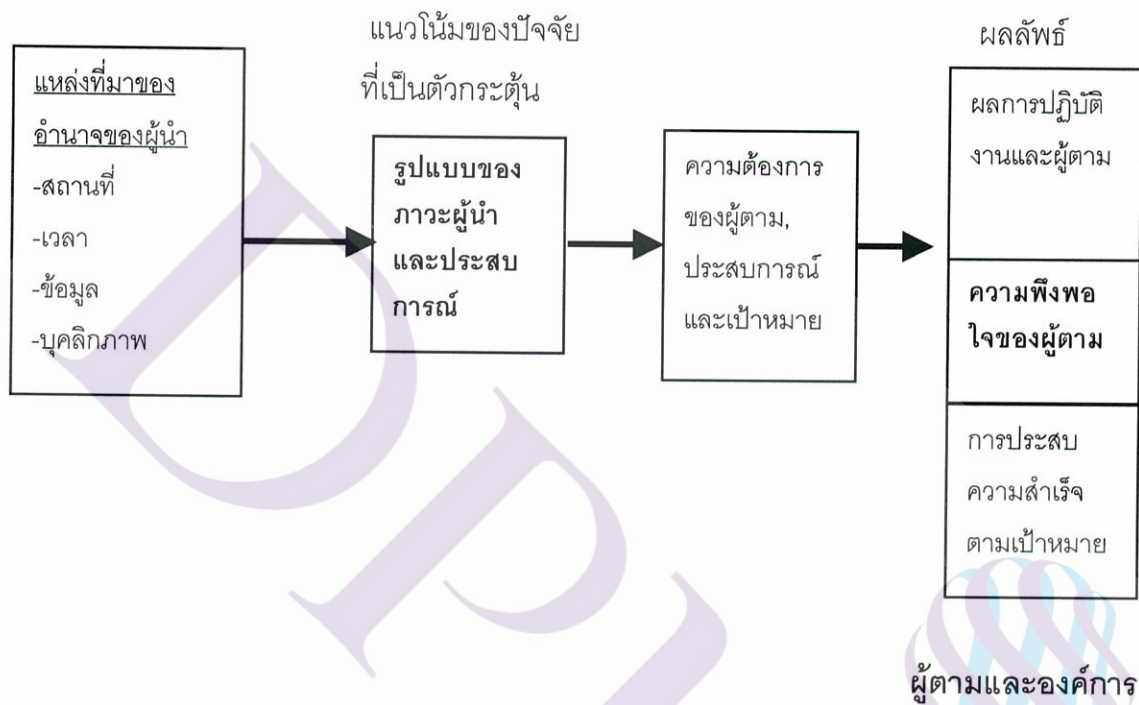 แหล่งที่มาของ
อำนาจของผู้นำ
-สถานที่
-เวลา
-ข้อมูล
-บุคลิกภาพ
แนวโน้มของปัจจัย
ที่เป็นตัวกระตุ้น
รูปแบบของ
ภาวะผู้นำ
และประสบ
การณ์
ความต้องการ
ของผู้ตาม,
ประสบการณ์
และเป้าหมาย
ผลลัพธ์
ผลการปฏิบัติ
งานและผู้ตาม
ความพึงพอ
ใจของผู้ตาม
การประสบ
ความสำเร็จ
ตามเป้าหมาย
ผู้ตามและองค์การ